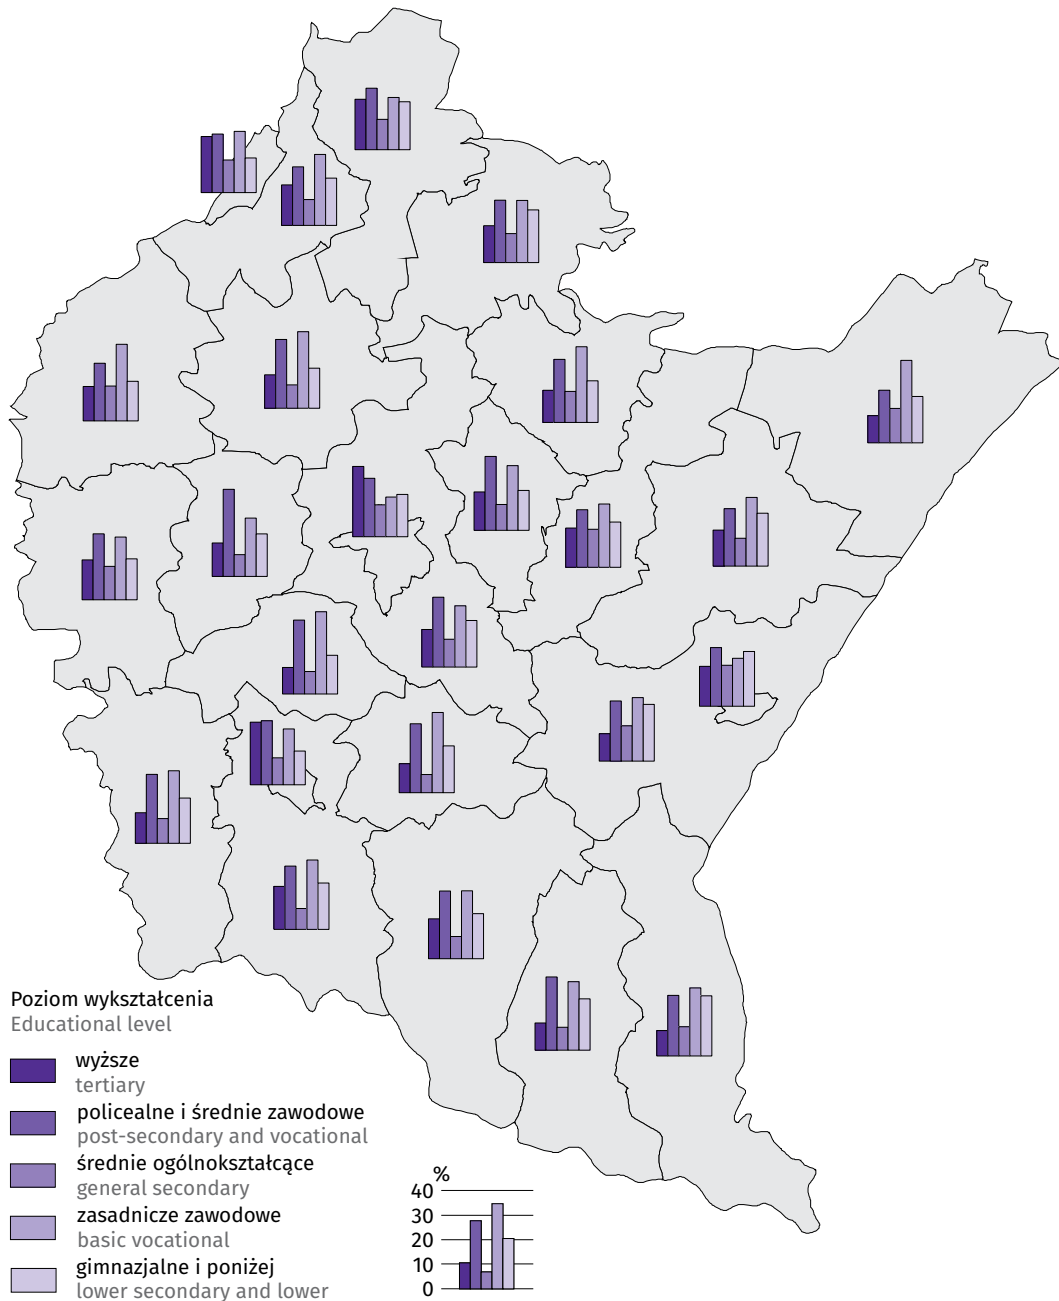 Poziom wykształcenia
Educational level
wyższe
tertiary
policealne i średnie zawodowe
post-secondary and vocational
średnie ogólnokształcące
general secondary
zasadnicze zawodowe
basic vocational
gimnazjalne i poniżej
lower secondary and lower
%
40
30
20
10
0